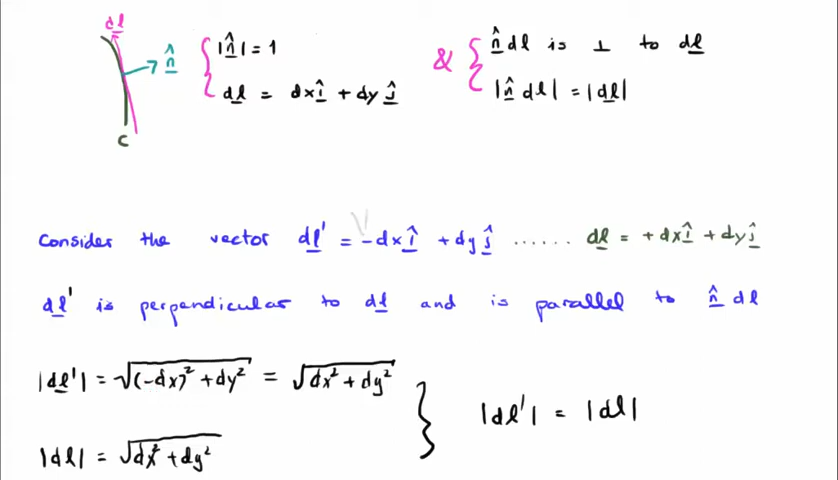 dl
n̂
|n̂| = 1
dl = dx î + dy ĵ
& n̂ dl is ⊥ to dl
|n̂ dl| = |dl|
C
Consider the vector dl' = -dx î + dy ĵ ...... dl = +dx î + dy ĵ
dl' is perpendicular to dl and is parallel to n̂ dl
|dl'| = √((-dx)² + dy²) = √(dx² + dy²)
|dl'| = |dl|
|dl| = √(dx² + dy²)